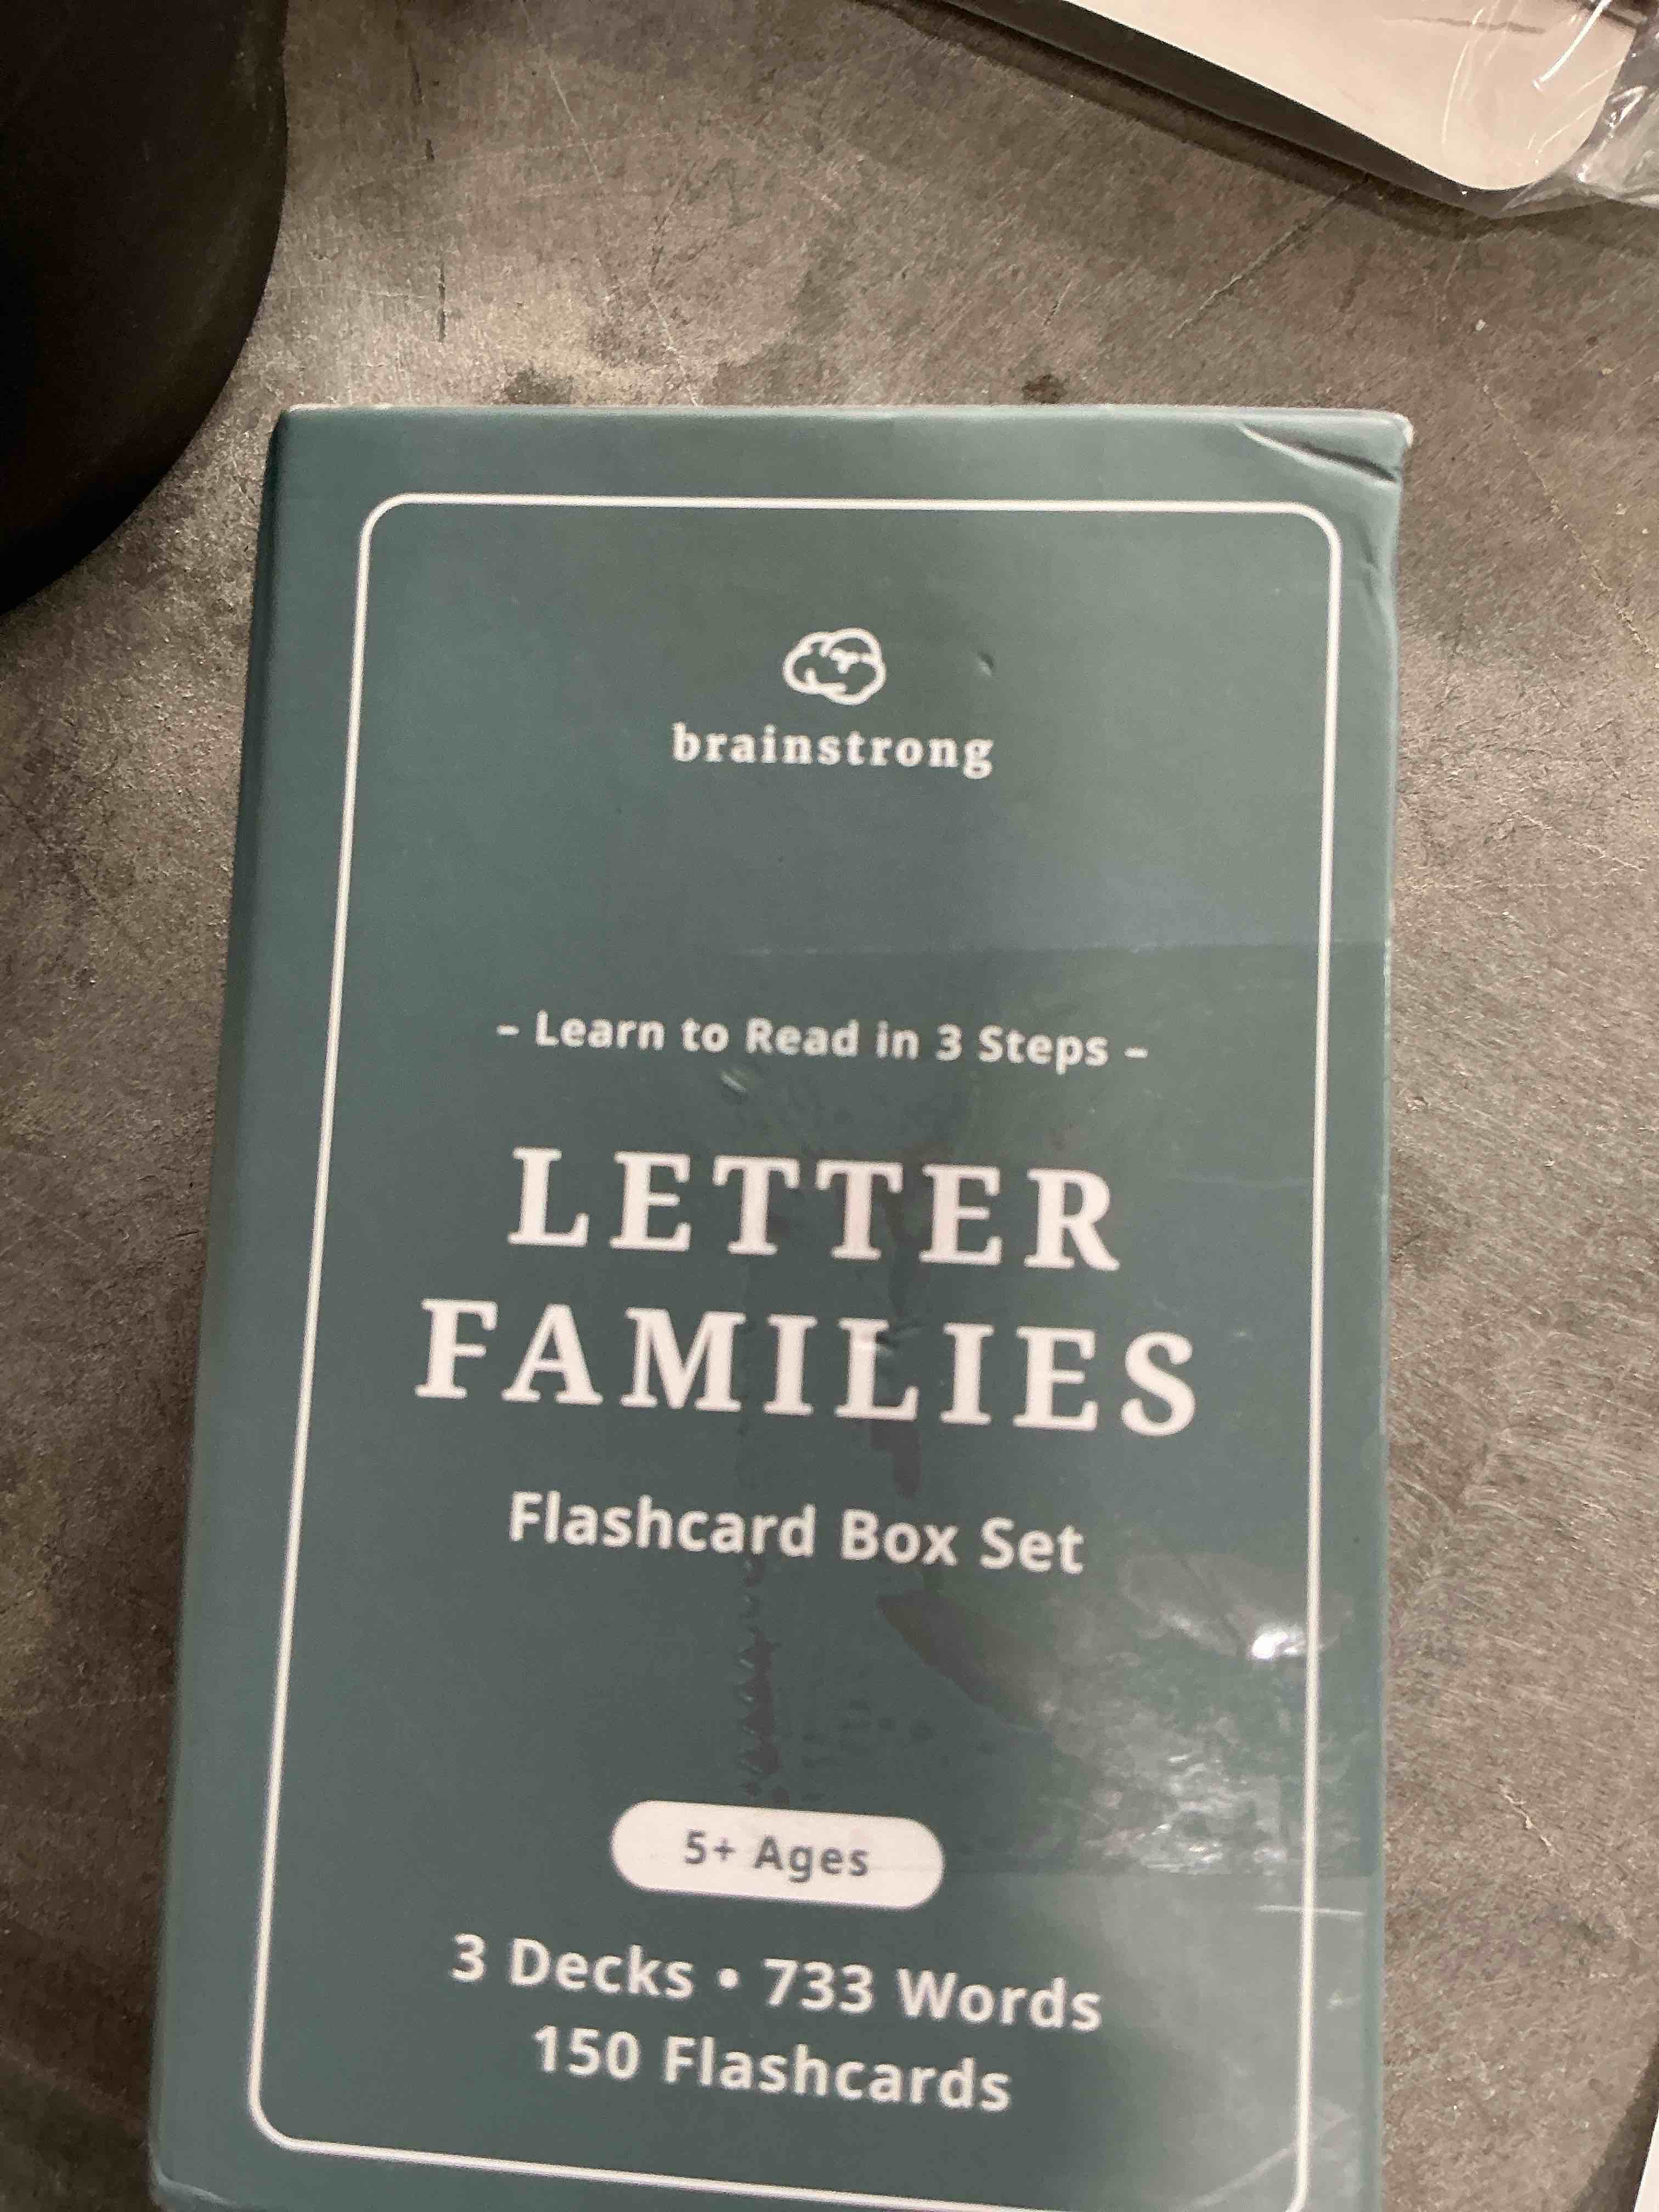 brainstrong
– Learn to Read in 3 Steps –
LETTER
FAMILIES
Flashcard Box Set
5+ Ages
3 Decks • 733 Words
150 Flashcards